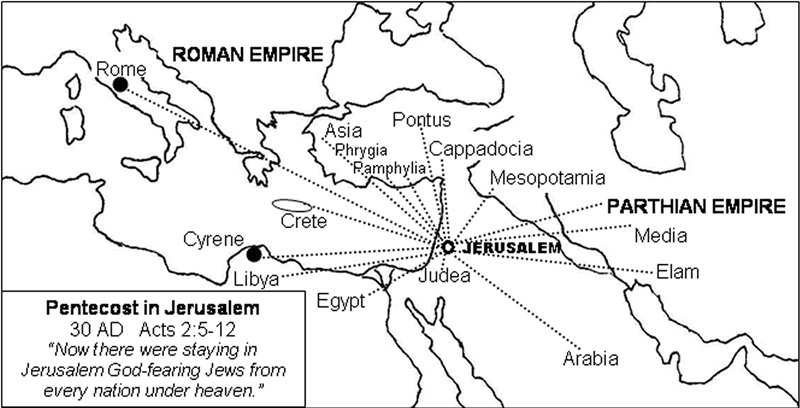 ROMAN EMPIRE
Rome
Pontus
Asia
Phrygia
Cappadocia
Pamphylia
Mesopotamia
PARTHIAN EMPIRE
Crete
Cyrene
Media
JERUSALEM
Libya
Judea
Elam
Egypt
Arabia
Pentecost in Jerusalem
30 AD Acts 2:5-12
“Now there were staying in
Jerusalem God-fearing Jews from
every nation under heaven.”